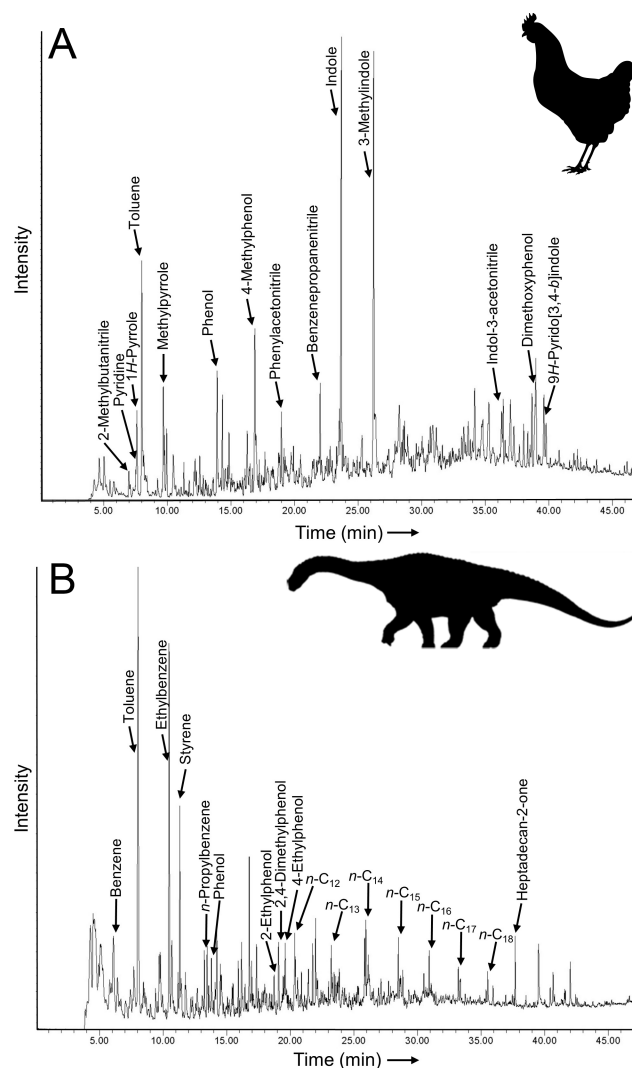 A
Intensity
2-Methylbutanitrile
Pyridine
1H-Pyrrole
Toluene
Methylpyrrole
Phenol
4-Methylphenol
Phenylacetonitrile
Benzenepropanenitrile
Indole
3-Methylindole
Indol-3-acetonitrile
Dimethoxyphenol
9H-Pyrido[3,4-b]indole
5.00 10.00 15.00 20.00 25.00 30.00 35.00 40.00 45.00
Time (min)
B
Intensity
Benzene
Toluene
Ethylbenzene
Styrene
n-Propylbenzene
Phenol
2-Ethylphenol
2,4-Dimethylphenol
4-Ethylphenol
n-C12
n-C13
n-C14
n-C15
n-C16
n-C17
n-C18
Heptadecan-2-one
5.00 10.00 15.00 20.00 25.00 30.00 35.00 40.00 45.00
Time (min)